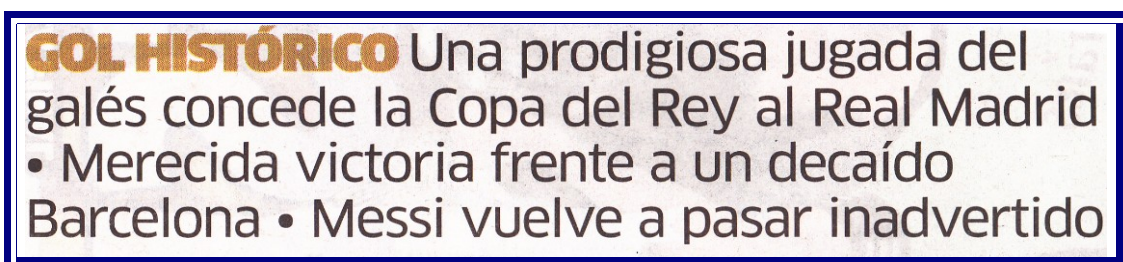 GOL HISTÓRICO Una prodigiosa jugada del
galés concede la Copa del Rey al Real Madrid
• Merecida victoria frente a un decaído
Barcelona • Messi vuelve a pasar inadvertido